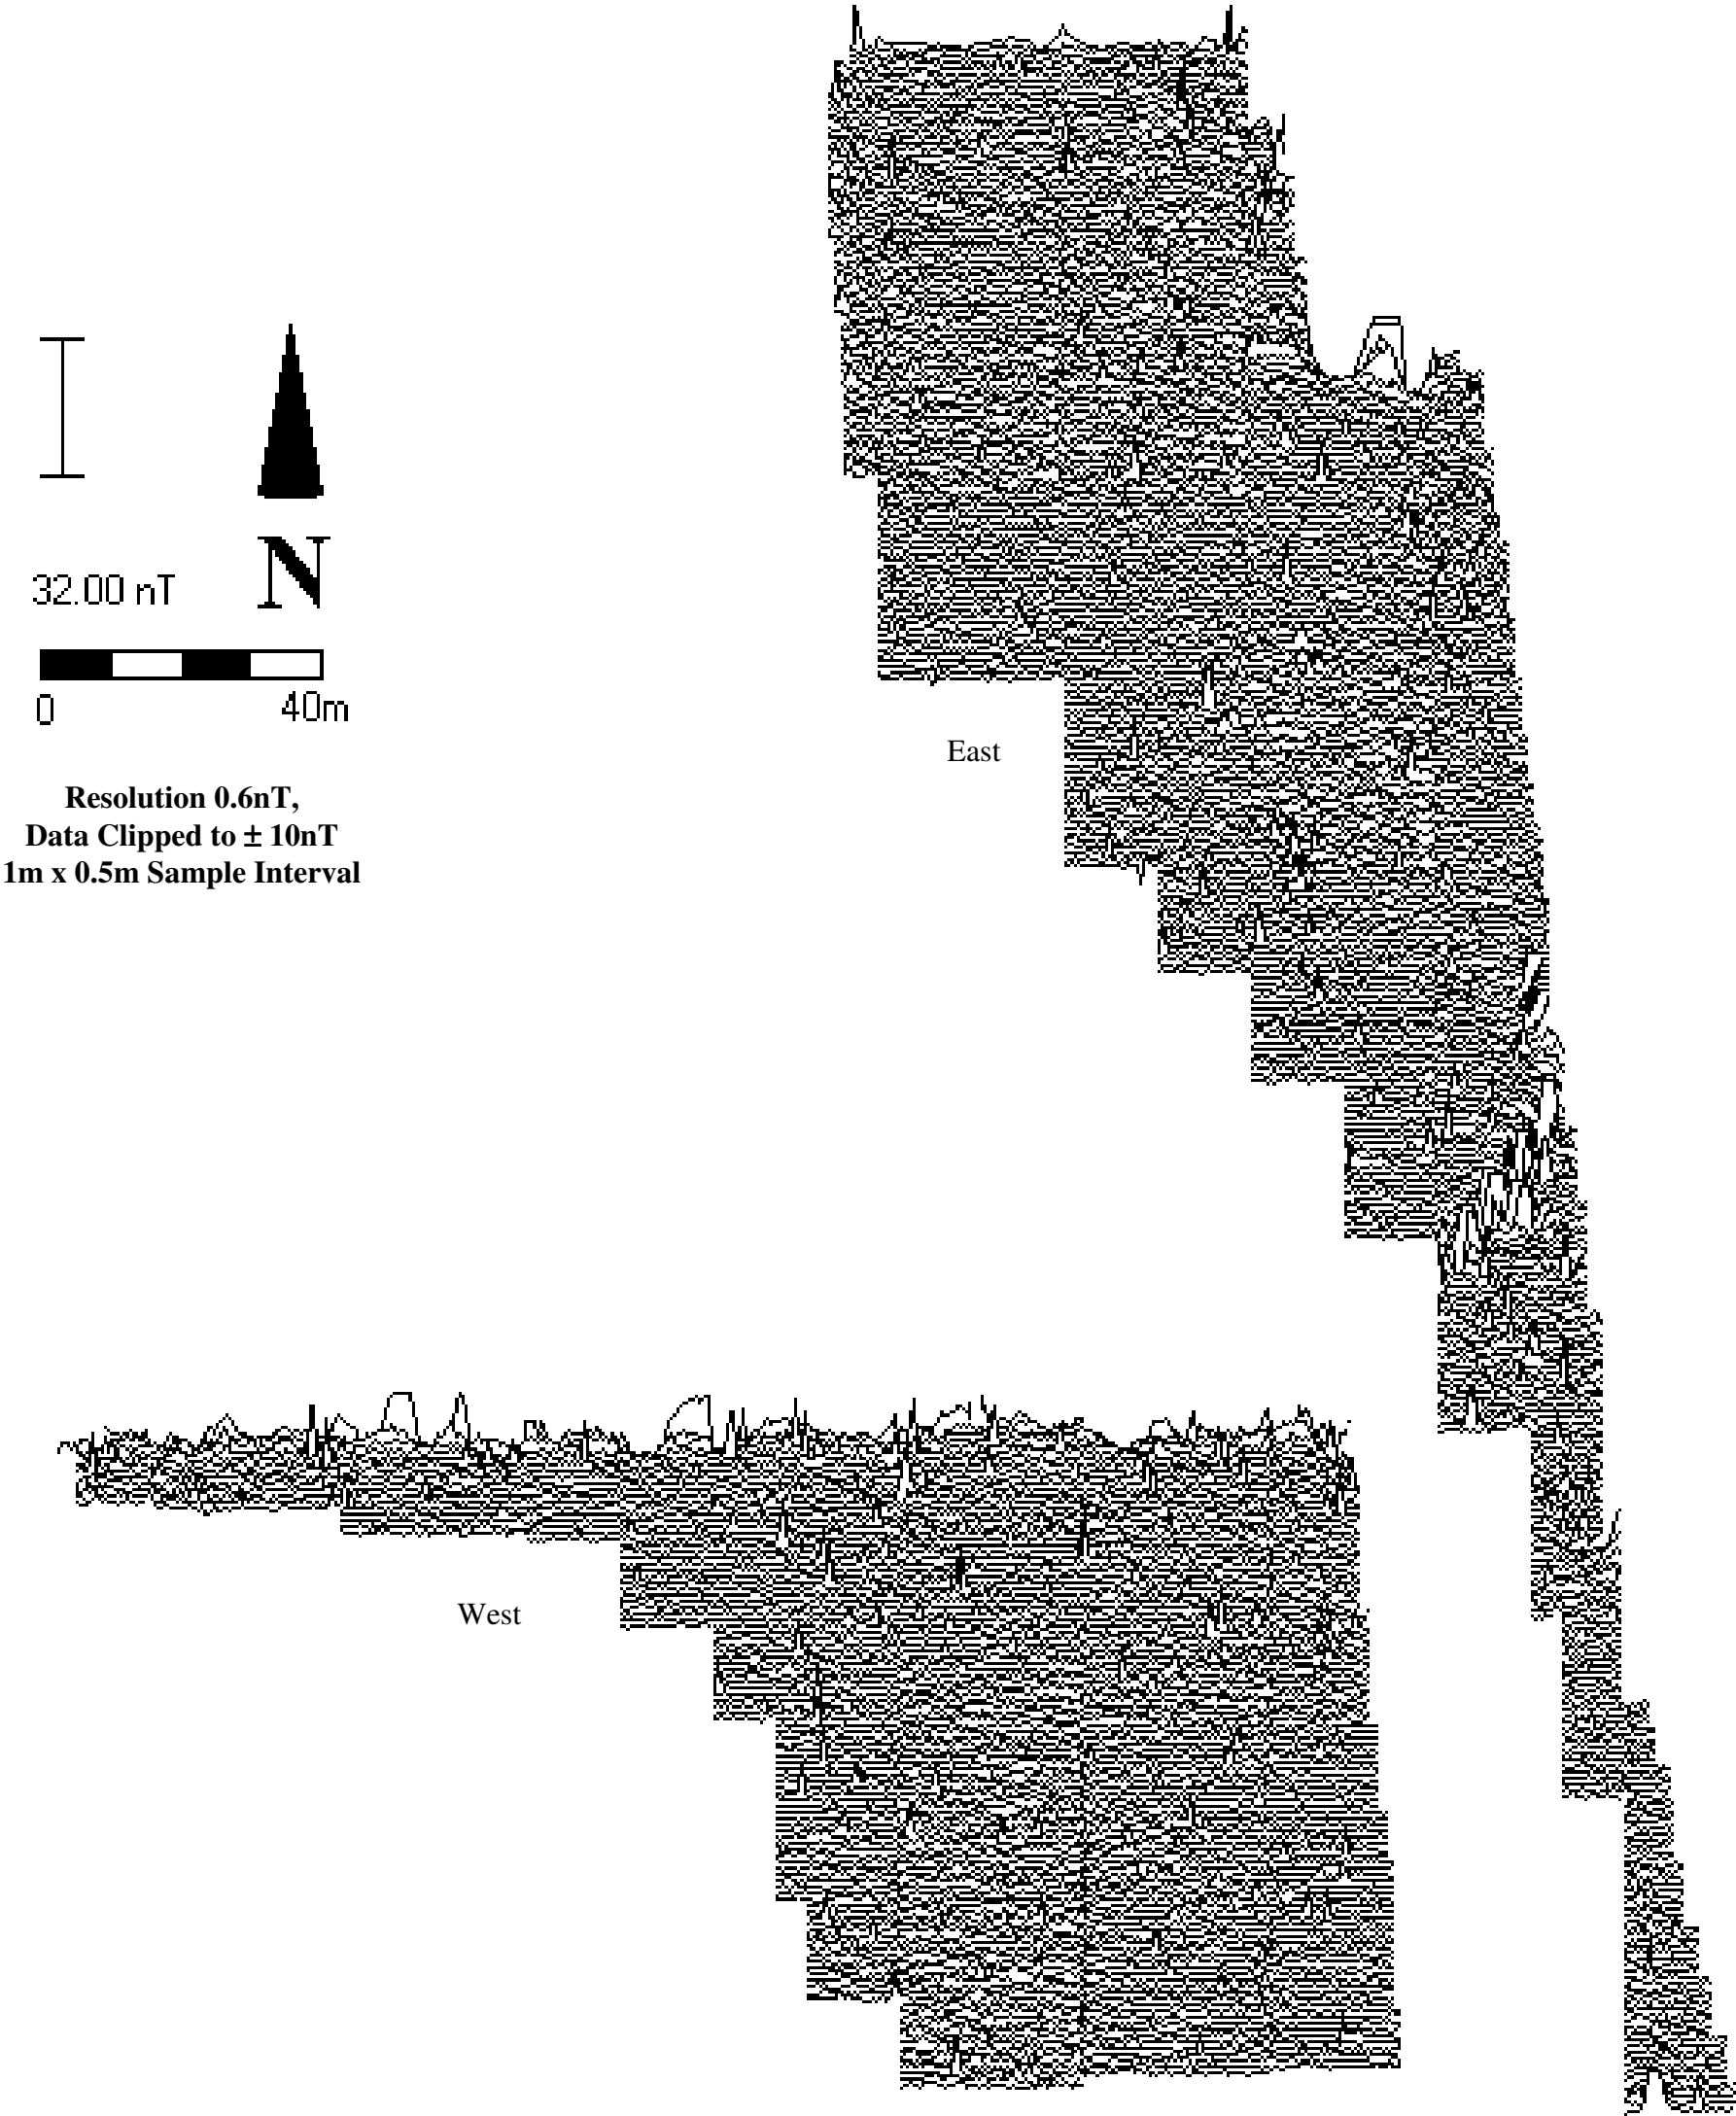 N
32.00 nT
0 40m
Resolution 0.6nT,
Data Clipped to ± 10nT
1m x 0.5m Sample Interval
East
West